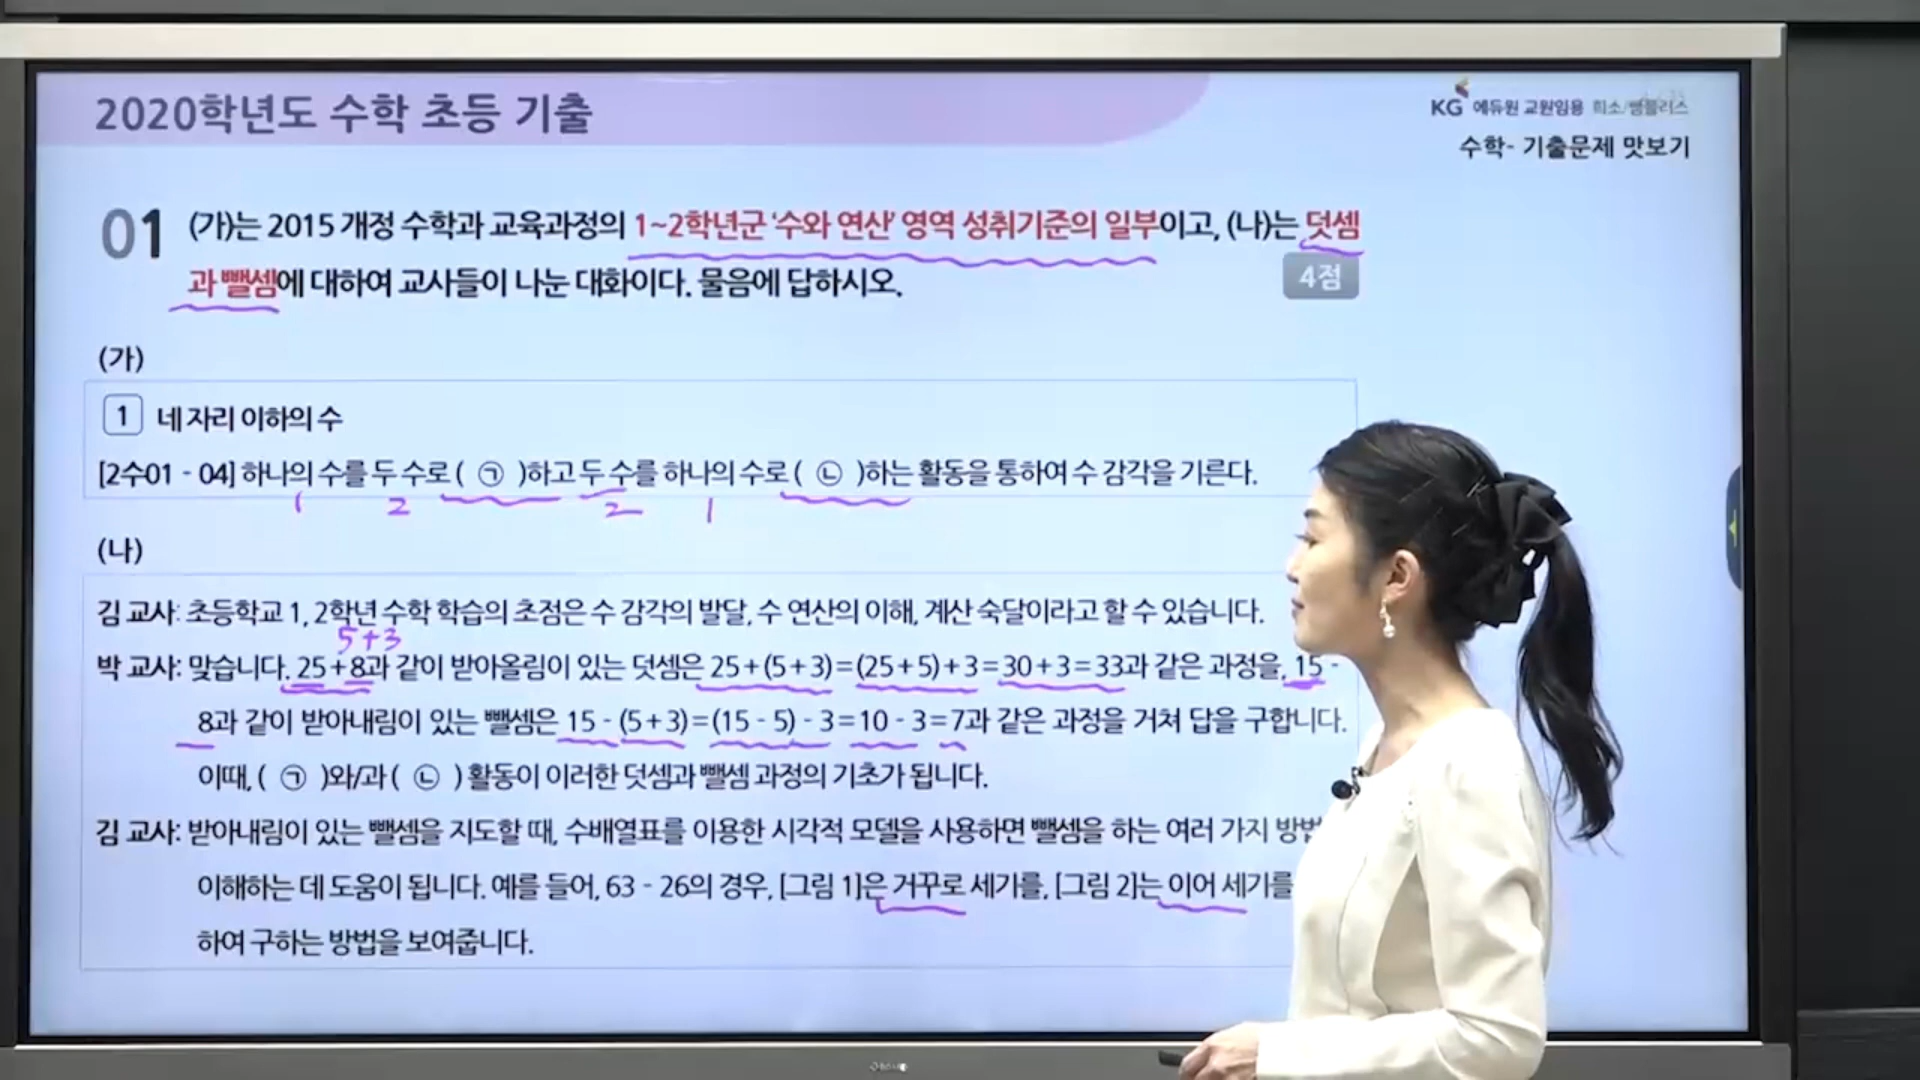 2020학년도 수학 초등 기출
KG 에듀원 교원임용 희소/쌤플러스
수학- 기출문제 맛보기
01 (가)는 2015 개정 수학과 교육과정의 1~2학년군 '수와 연산' 영역 성취기준의 일부이고, (나)는 덧셈
과 뺄셈에 대하여 교사들이 나눈 대화이다. 물음에 답하시오.
4점
(가)
1 네 자리 이하의 수
[2수01 - 04] 하나의 수를 두 수로 ( ㉠ )하고 두 수를 하나의 수로 ( ㉡ )하는 활동을 통하여 수 감각을 기른다.
1 2 2 1
(나)
김 교사: 초등학교 1, 2학년 수학 학습의 초점은 수 감각의 발달, 수 연산의 이해, 계산 숙달이라고 할 수 있습니다.
5+3
박 교사: 맞습니다. 25+8과 같이 받아올림이 있는 덧셈은 25+(5+3)=(25+5)+3=30+3=33과 같은 과정을, 15 -
8과 같이 받아내림이 있는 뺄셈은 15 - (5+3)=(15 - 5) - 3=10 - 3=7과 같은 과정을 거쳐 답을 구합니다.
이때, ( ㉠ )와/과 ( ㉡ ) 활동이 이러한 덧셈과 뺄셈 과정의 기초가 됩니다.
김 교사: 받아내림이 있는 뺄셈을 지도할 때, 수배열표를 이용한 시각적 모델을 사용하면 뺄셈을 하는 여러 가지 방법
이해하는 데 도움이 됩니다. 예를 들어, 63 - 26의 경우, [그림 1]은 거꾸로 세기를, [그림 2]는 이어 세기를
하여 구하는 방법을 보여줍니다.